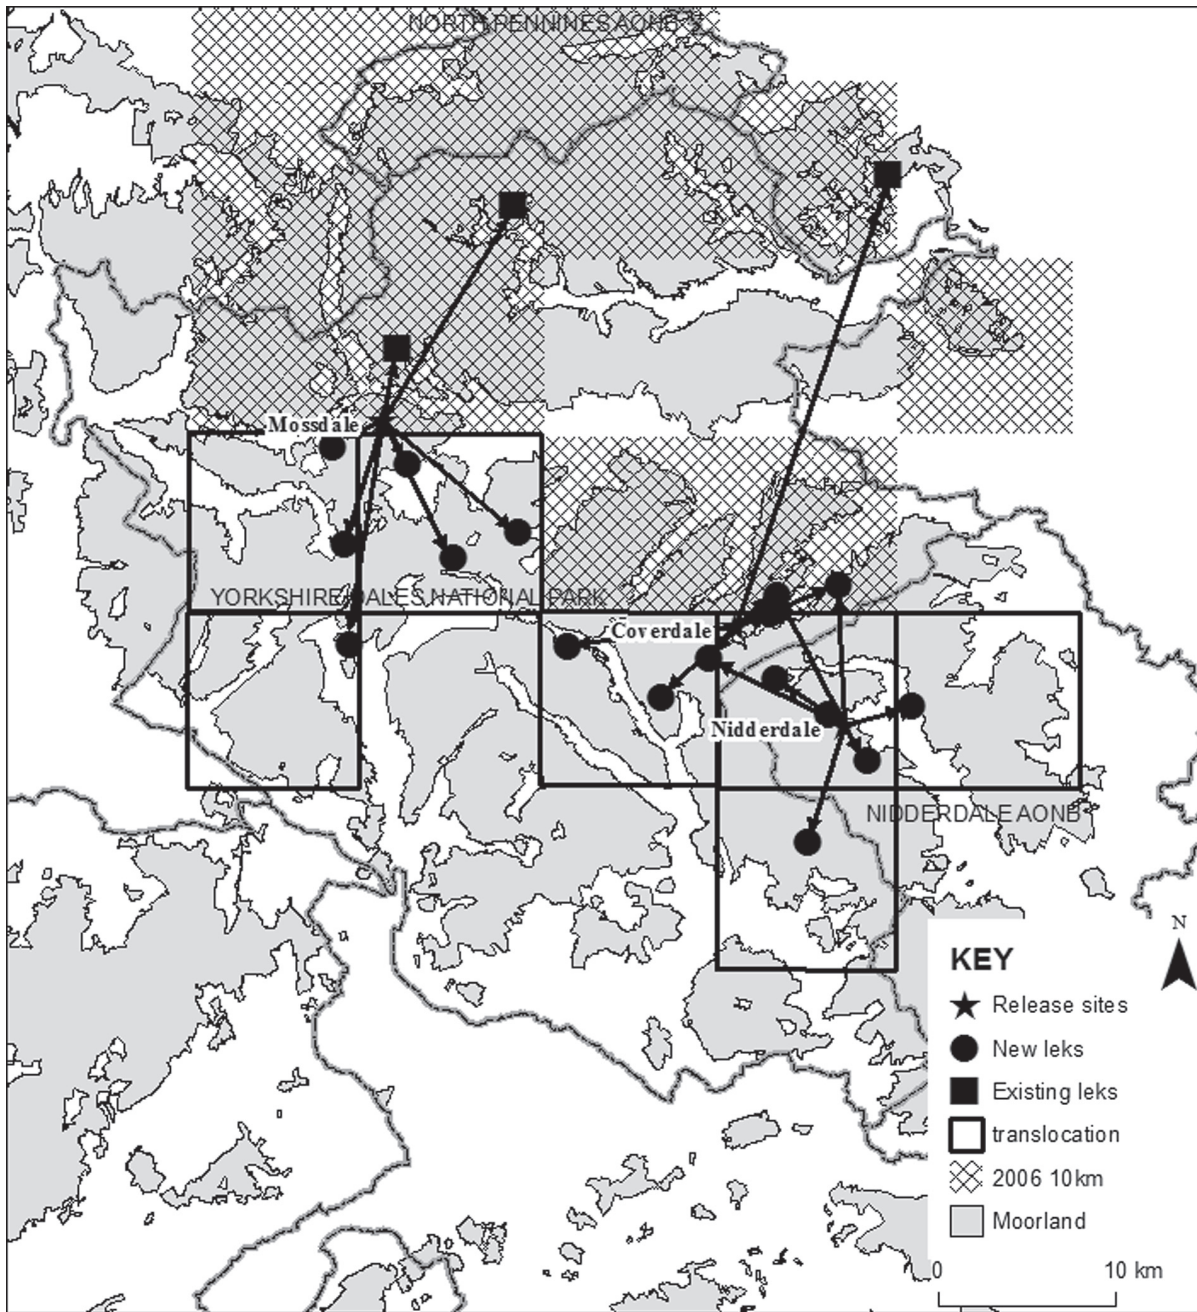 NORTH PENNINES AONB
Mossdale
YORKSHIRE DALES NATIONAL PARK
Coverdale
Nidderdale
NIDDERDALE AONB
N
KEY
Release sites
New leks
Existing leks
translocation
2006 10km
Moorland
0 10 km